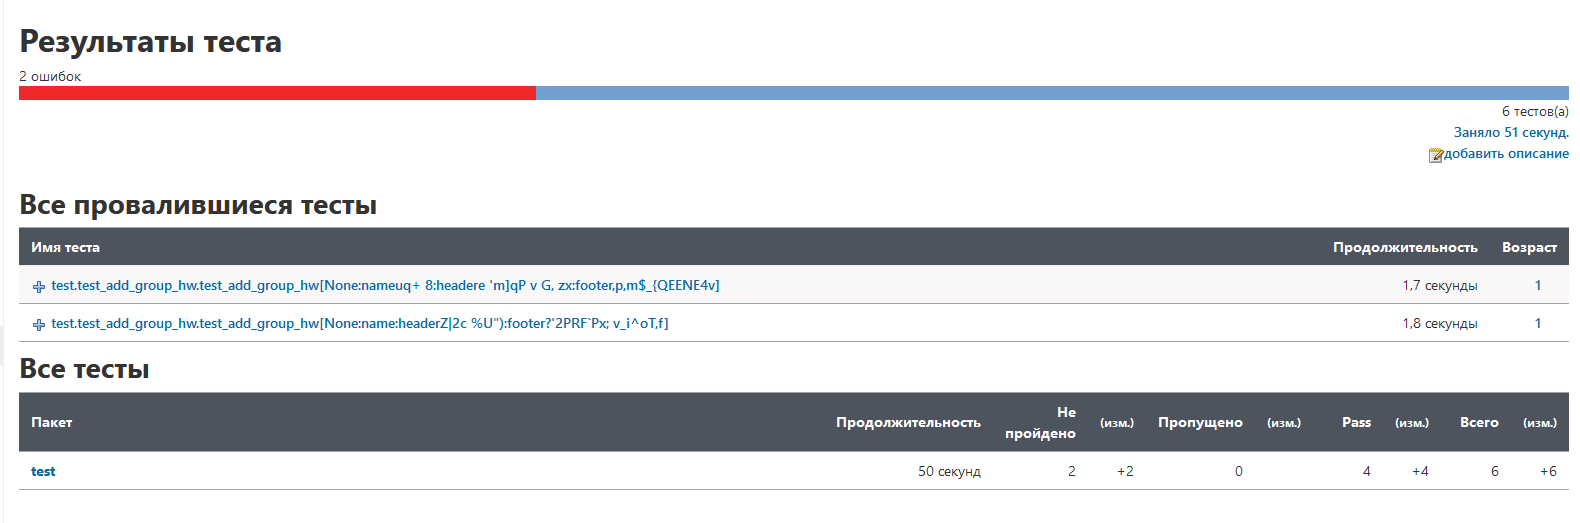 Результаты теста
2 ошибок
6 тестов(а)
Заняло 51 секунд.
добавить описание
Все провалившиеся тесты
Имя теста Продолжительность Возраст
test.test_add_group_hw.test_add_group_hw[None:nameuq+ 8:headere 'm]qP v G, zx:footer,p,m$_{QEENE4v] 1,7 секунды 1
test.test_add_group_hw.test_add_group_hw[None:name:headerZ|2c %U"):footer?'2PRF`Px; v_i^oT,f] 1,8 секунды 1
Все тесты
Пакет Продолжительность Не пройдено (изм.) Пропущено (изм.) Pass (изм.) Всего (изм.)
test 50 секунд 2 +2 0 4 +4 6 +6